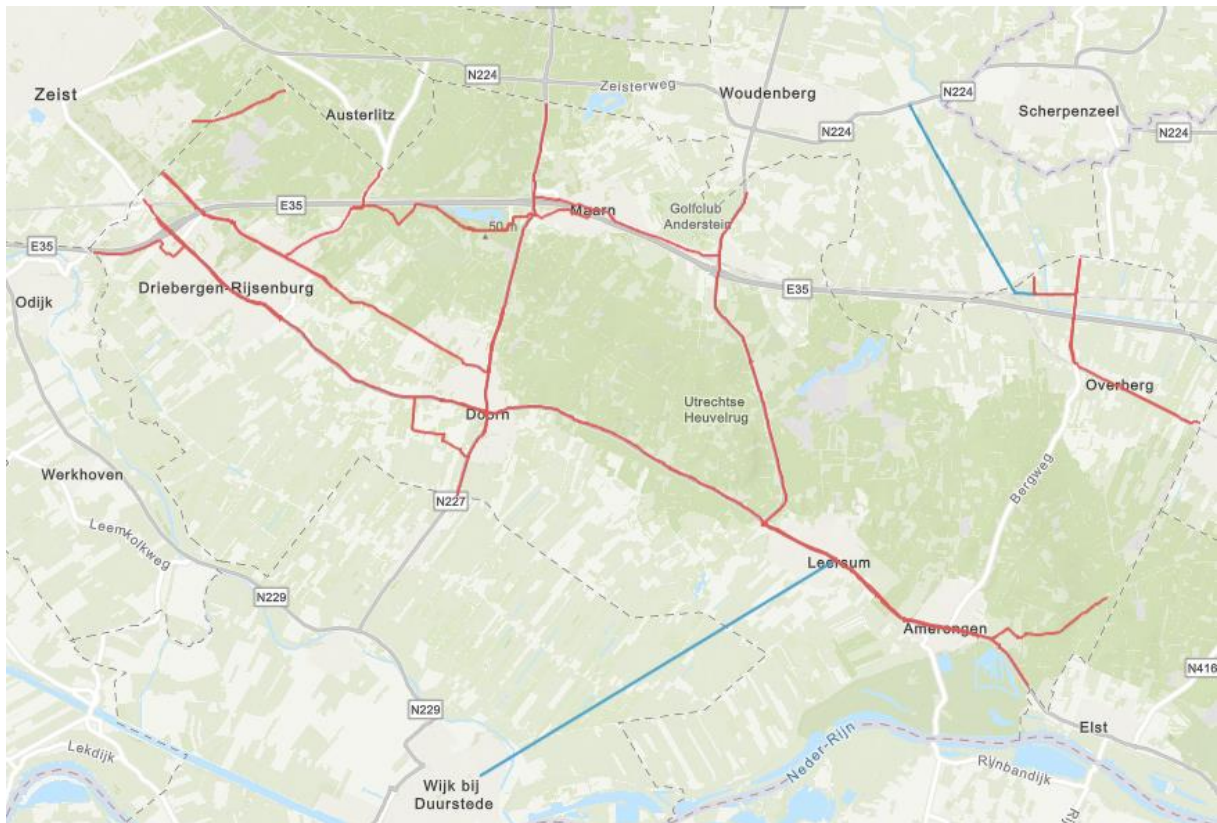 N224
Zeisterweg
Woudenberg
Zeist
Austerlitz
N224
N224
Scherpenzeel
N224
E35
Maarn
Golfclub
Anderstein
50 m
E35
Driebergen-Rijsenburg
E35
Odijk
Overberg
Utrechtse
Heuvelrug
Doorn
Werkhoven
Bergweg
N227
Leemkolkweg
Leersum
N229
Amerongen
N416
N229
Elst
Lekdijk
Neder-Rijn
Rijnbandijk
Wijk bij
Duurstede